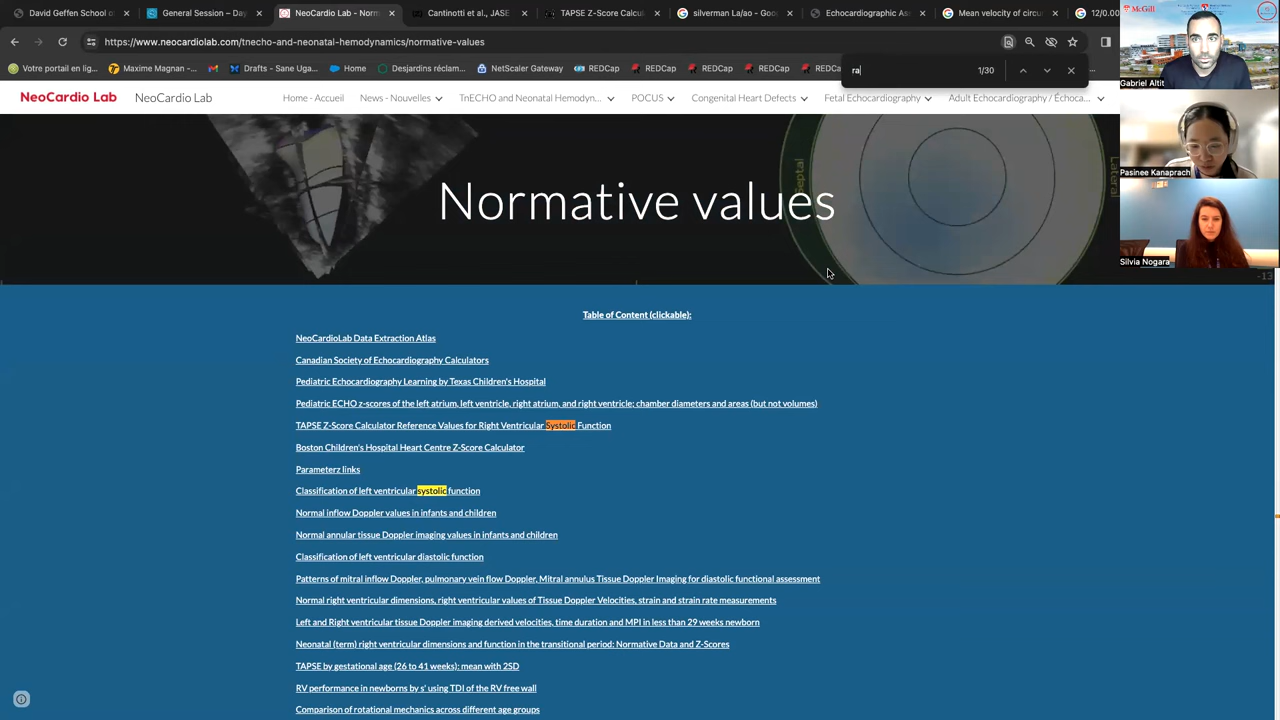 David Geffen School of
General Session – Day
NeoCardio Lab - Norm
Cantinotti et al., JASE
TAPSE Z-Score Calcul
silverman La/ao
Echocardiographic As
Mean velocity of circu
12/0.00
https://www.neocardiolab.com/tnecho-and-neonatal-hemodynamics/normative-values
Votre portail en lig...
Maxime Magnan - ...
Drafts - Sane Uga...
Home
Desjardins réclam...
NetScaler Gateway
REDCap
REDCap
REDCap
REDCap
ra
1/30
NeoCardio Lab
NeoCardio Lab
Home - Accueil
News - Nouvelles
TnECHO and Neonatal Hemodyn...
POCUS
Congenital Heart Defects
Fetal Echocardiography
Adult Echocardiography / Échoca...
McGill
Gabriel Altit
Pasinee Kanaprach
Silvia Nogara
Septal
Lateral
Normative values
-13
Table of Content (clickable):
NeoCardioLab Data Extraction Atlas
Canadian Society of Echocardiography Calculators
Pediatric Echocardiography Learning by Texas Children's Hospital
Pediatric ECHO z-scores of the left atrium, left ventricle, right atrium, and right ventricle; chamber diameters and areas (but not volumes)
TAPSE Z-Score Calculator Reference Values for Right Ventricular Systolic Function
Boston Children's Hospital Heart Centre Z-Score Calculator
Parameterz links
Classification of left ventricular systolic function
Normal inflow Doppler values in infants and children
Normal annular tissue Doppler imaging values in infants and children
Classification of left ventricular diastolic function
Patterns of mitral inflow Doppler, pulmonary vein flow Doppler, Mitral annulus Tissue Doppler Imaging for diastolic functional assessment
Normal right ventricular dimensions, right ventricular values of Tissue Doppler Velocities, strain and strain rate measurements
Left and Right ventricular tissue Doppler imaging derived velocities, time duration and MPI in less than 29 weeks newborn
Neonatal (term) right ventricular dimensions and function in the transitional period: Normative Data and Z-Scores
TAPSE by gestational age (26 to 41 weeks): mean with 2SD
RV performance in newborns by s' using TDI of the RV free wall
Comparison of rotational mechanics across different age groups